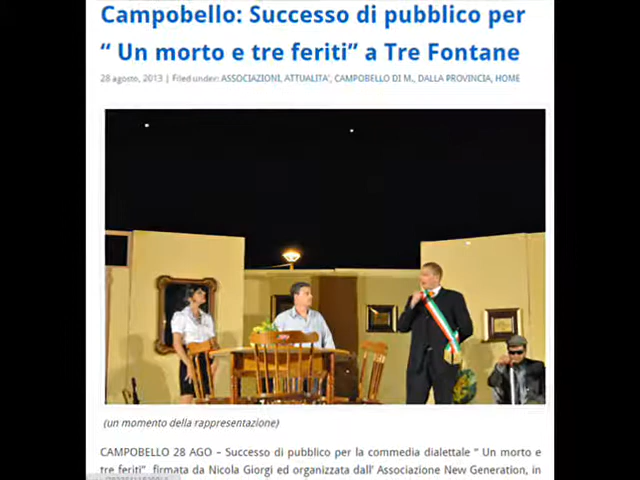 Campobello: Successo di pubblico per
“ Un morto e tre feriti” a Tre Fontane
28 agosto, 2013 | Filed under: ASSOCIAZIONI, ATTUALITA', CAMPOBELLO DI M., DALLA PROVINCIA, HOME
(un momento della rappresentazione)
CAMPOBELLO 28 AGO – Successo di pubblico per la commedia dialettale “ Un morto e
tre feriti”, firmata da Nicola Giorgi ed organizzata dall’ Associazione New Generation, in